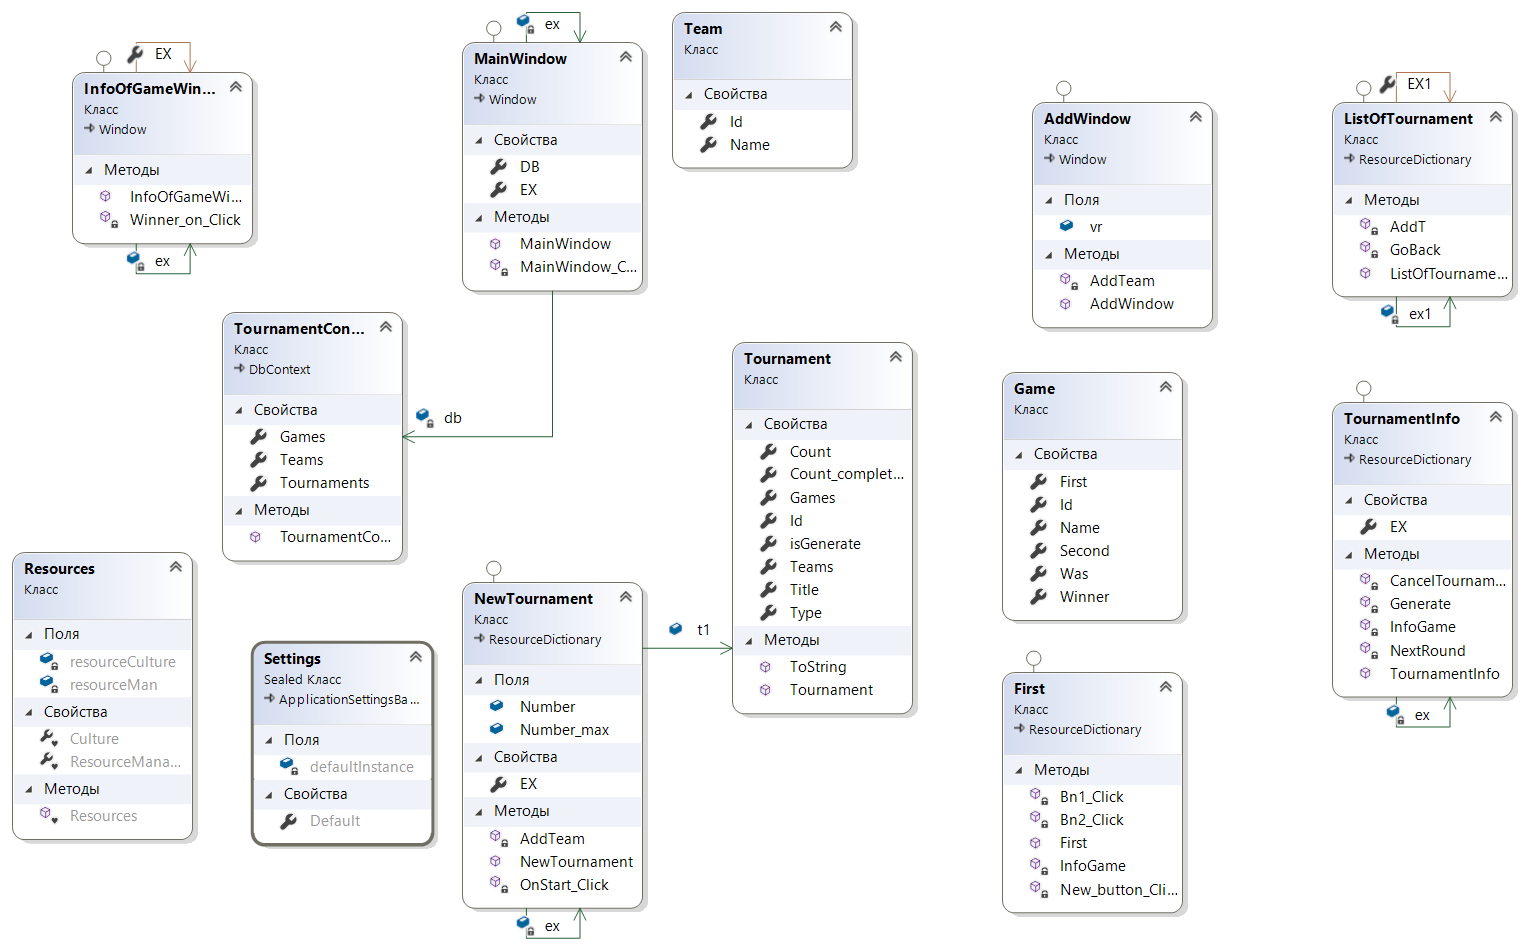 EX
InfoOfGameWin...
Класс
Window
Методы
InfoOfGameWi...
Winner_on_Click
ex
ex
MainWindow
Класс
Window
Свойства
DB
EX
Методы
MainWindow
MainWindow_C...
Team
Класс
Свойства
Id
Name
AddWindow
Класс
Window
Поля
vr
Методы
AddTeam
AddWindow
EX1
ListOfTournament
Класс
ResourceDictionary
Методы
AddT
GoBack
ListOfTourname...
ex1
TournamentCon...
Класс
DbContext
Свойства
Games
Teams
Tournaments
Методы
TournamentCo...
db
Tournament
Класс
Свойства
Count
Count_complet...
Games
Id
isGenerate
Teams
Title
Type
Методы
ToString
Tournament
Game
Класс
Свойства
First
Id
Name
Second
Was
Winner
TournamentInfo
Класс
ResourceDictionary
Свойства
EX
Методы
CancelTournam...
Generate
InfoGame
NextRound
TournamentInfo
ex
Resources
Класс
Поля
resourceCulture
resourceMan
Свойства
Culture
ResourceMana...
Методы
Resources
Settings
Sealed Класс
ApplicationSettingsBa...
Поля
defaultInstance
Свойства
Default
NewTournament
Класс
ResourceDictionary
Поля
Number
Number_max
Свойства
EX
Методы
AddTeam
NewTournament
OnStart_Click
ex
t1
First
Класс
ResourceDictionary
Методы
Bn1_Click
Bn2_Click
First
InfoGame
New_button_Cli...